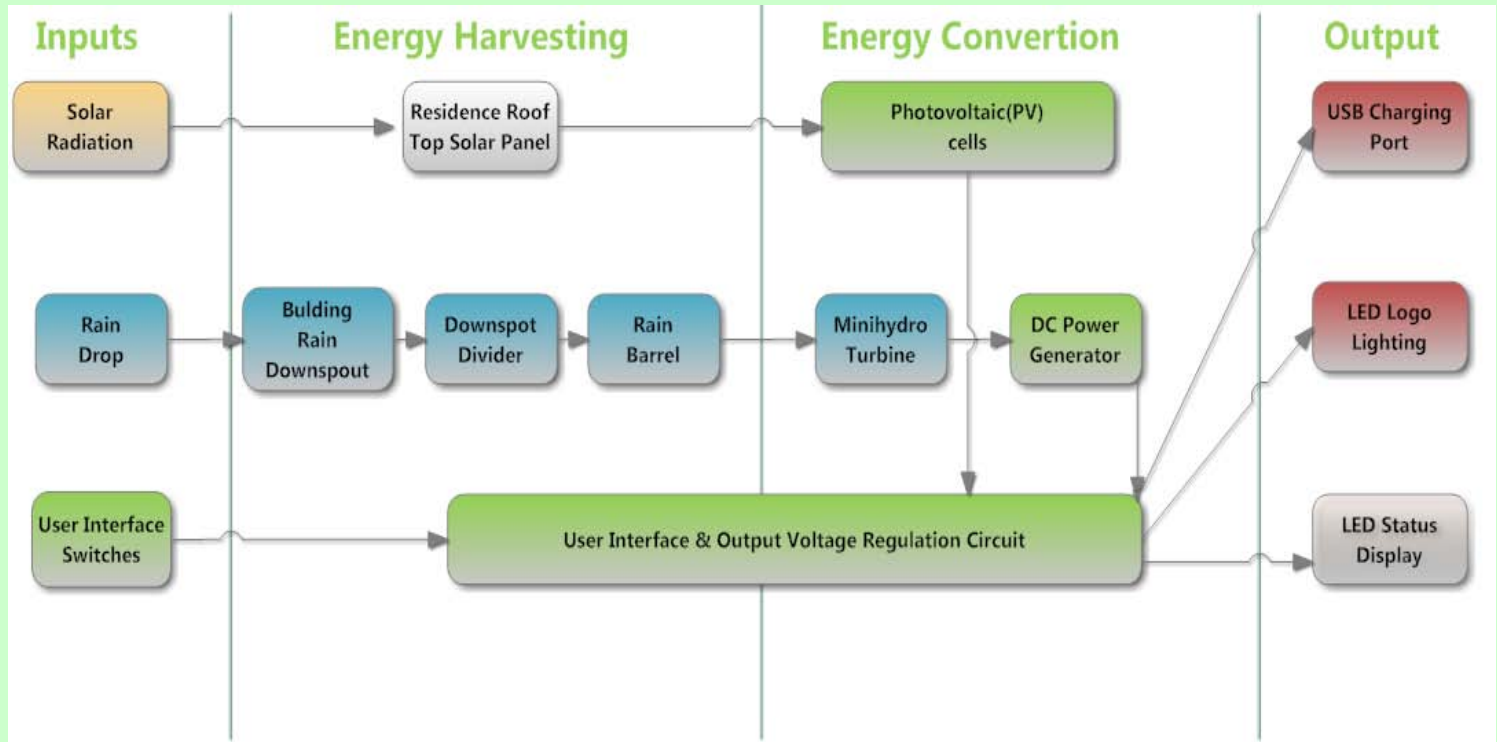 Inputs
Energy Harvesting
Energy Convertion
Output
Solar
Radiation
Residence Roof
Top Solar Panel
Photovoltaic(PV)
cells
USB Charging
Port
Rain
Drop
Bulding
Rain
Downspout
Downspot
Divider
Rain
Barrel
Minihydro
Turbine
DC Power
Generator
LED Logo
Lighting
User Interface
Switches
User Interface & Output Voltage Regulation Circuit
LED Status
Display